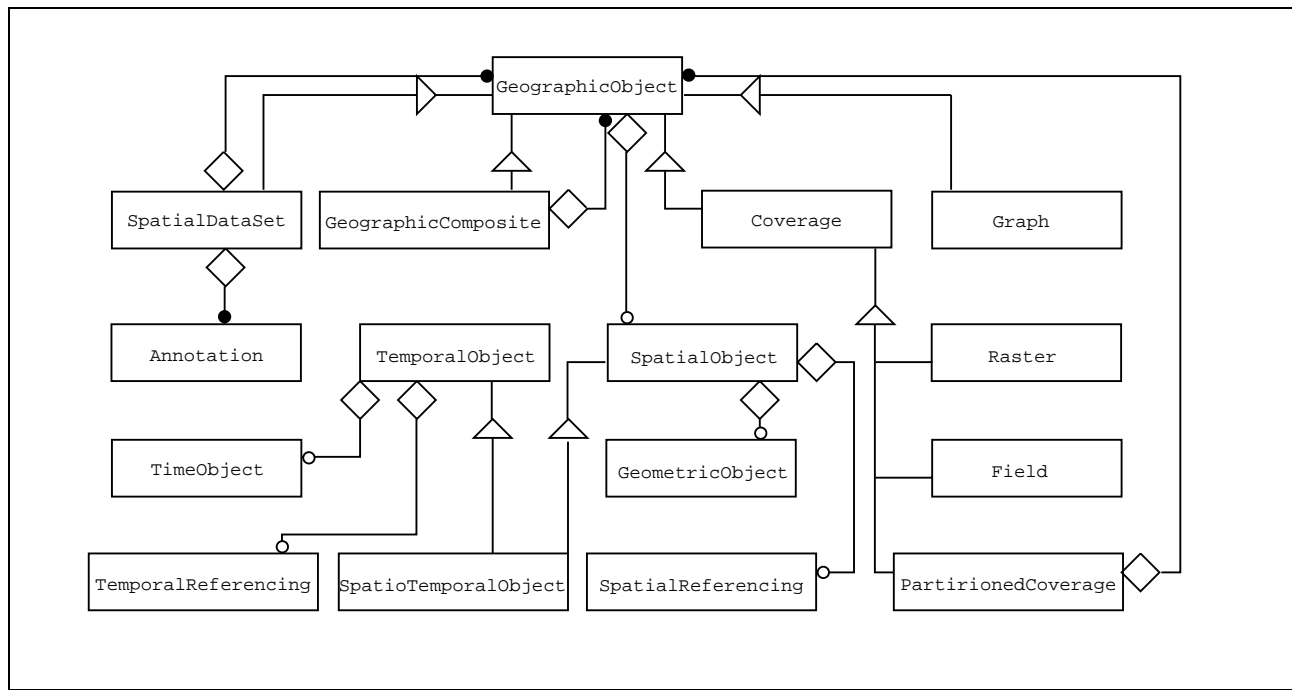 GeographicObject
SpatialDataSet
GeographicComposite
Coverage
Graph
Annotation
TemporalObject
SpatialObject
Raster
TimeObject
GeometricObject
Field
TemporalReferencing
SpatioTemporalObject
SpatialReferencing
PartirionedCoverage